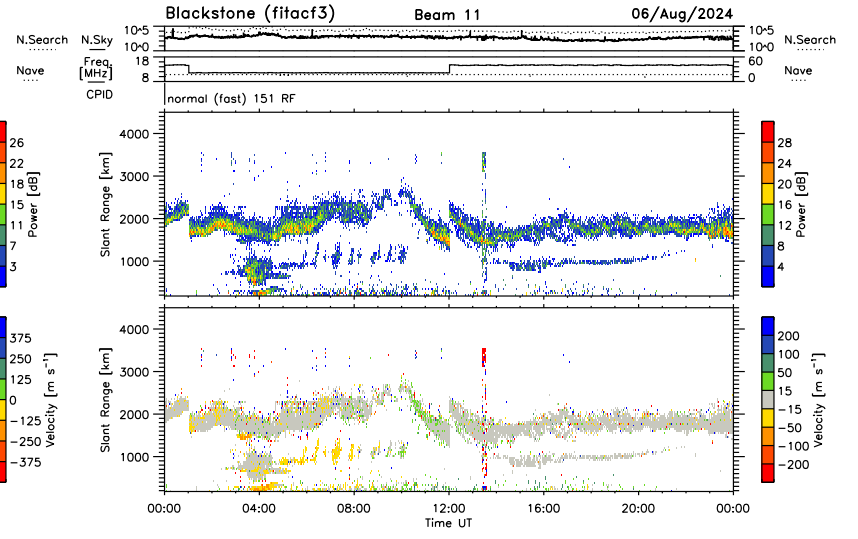 Blackstone (fitacf3) Beam 11 06/Aug/2024
N.Search N.Sky 10^5 10^0 10^5 10^0 N.Search
Nave Freq. [MHz] 18 8 60 0 Nave
CPID normal (fast) 151 RF
Slant Range [km] 4000 3000 2000 1000
Power [dB] 26 22 18 15 11 7 3
Power [dB] 28 24 20 16 12 8 4
Slant Range [km] 4000 3000 2000 1000
Velocity [m s⁻¹] 375 250 125 0 −125 −250 −375
Velocity [m s⁻¹] 200 100 50 15 −15 −50 −100 −200
00:00 04:00 08:00 12:00 16:00 20:00 00:00
Time UT